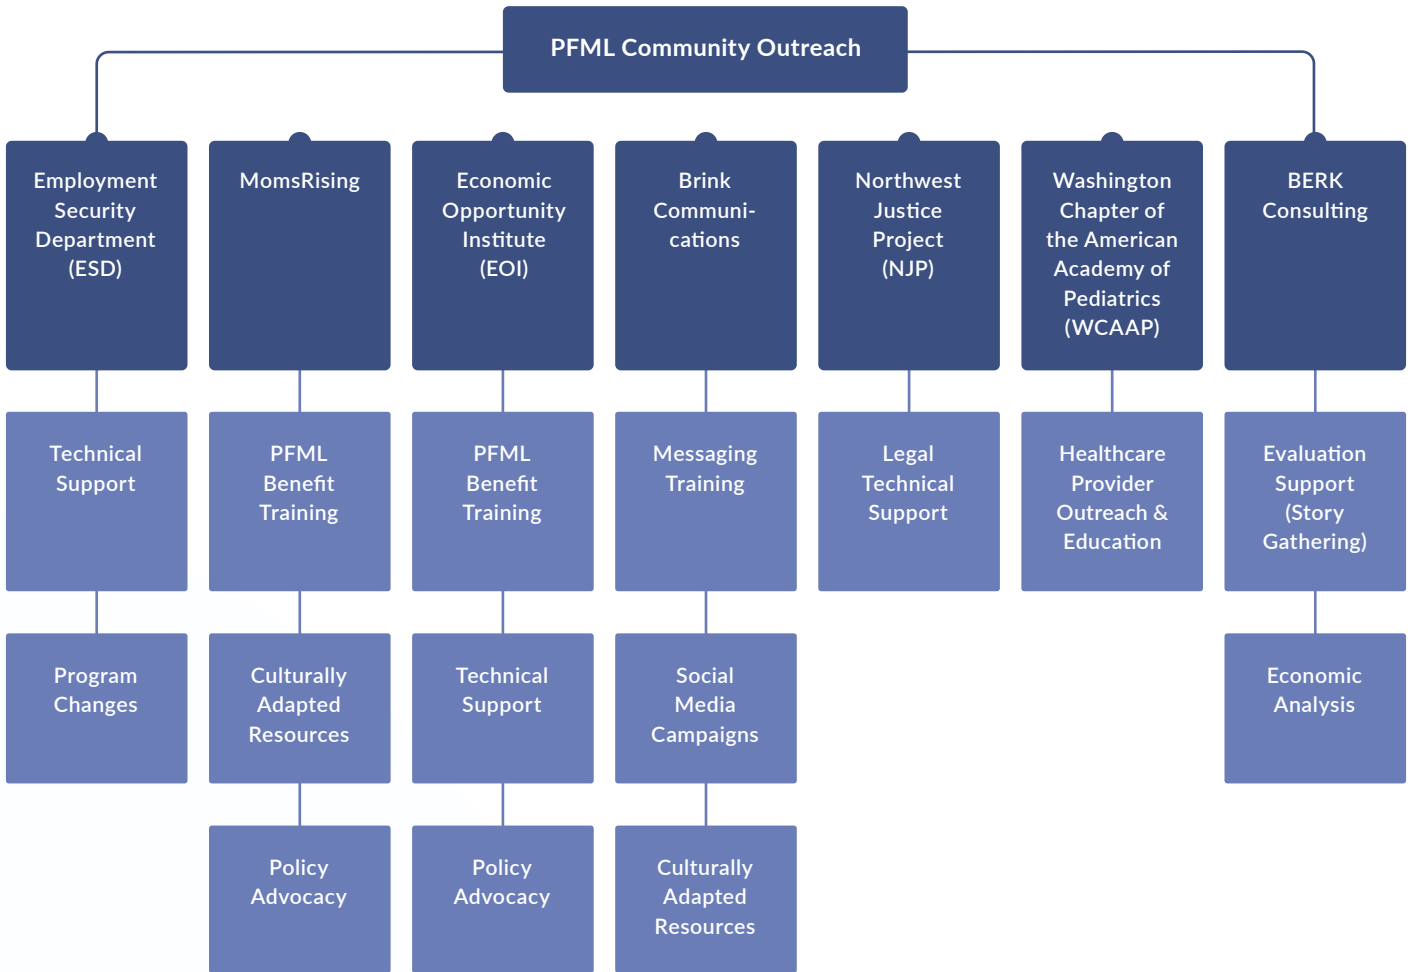 PFML Community Outreach
Employment
Security
Department
(ESD)
MomsRising
Economic
Opportunity
Institute
(EOI)
Brink
Communi-
cations
Northwest
Justice
Project
(NJP)
Washington
Chapter of
the American
Academy of
Pediatrics
(WCAAP)
BERK
Consulting
Technical
Support
PFML
Benefit
Training
PFML
Benefit
Training
Messaging
Training
Legal
Technical
Support
Healthcare
Provider
Outreach &
Education
Evaluation
Support
(Story
Gathering)
Program
Changes
Culturally
Adapted
Resources
Technical
Support
Social
Media
Campaigns
Economic
Analysis
Policy
Advocacy
Policy
Advocacy
Culturally
Adapted
Resources